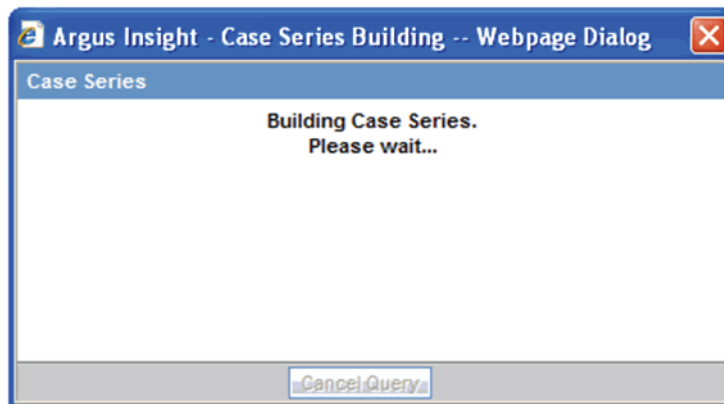 Argus Insight - Case Series Building -- Webpage Dialog
Case Series
Building Case Series.
Please wait...
Cancel Query